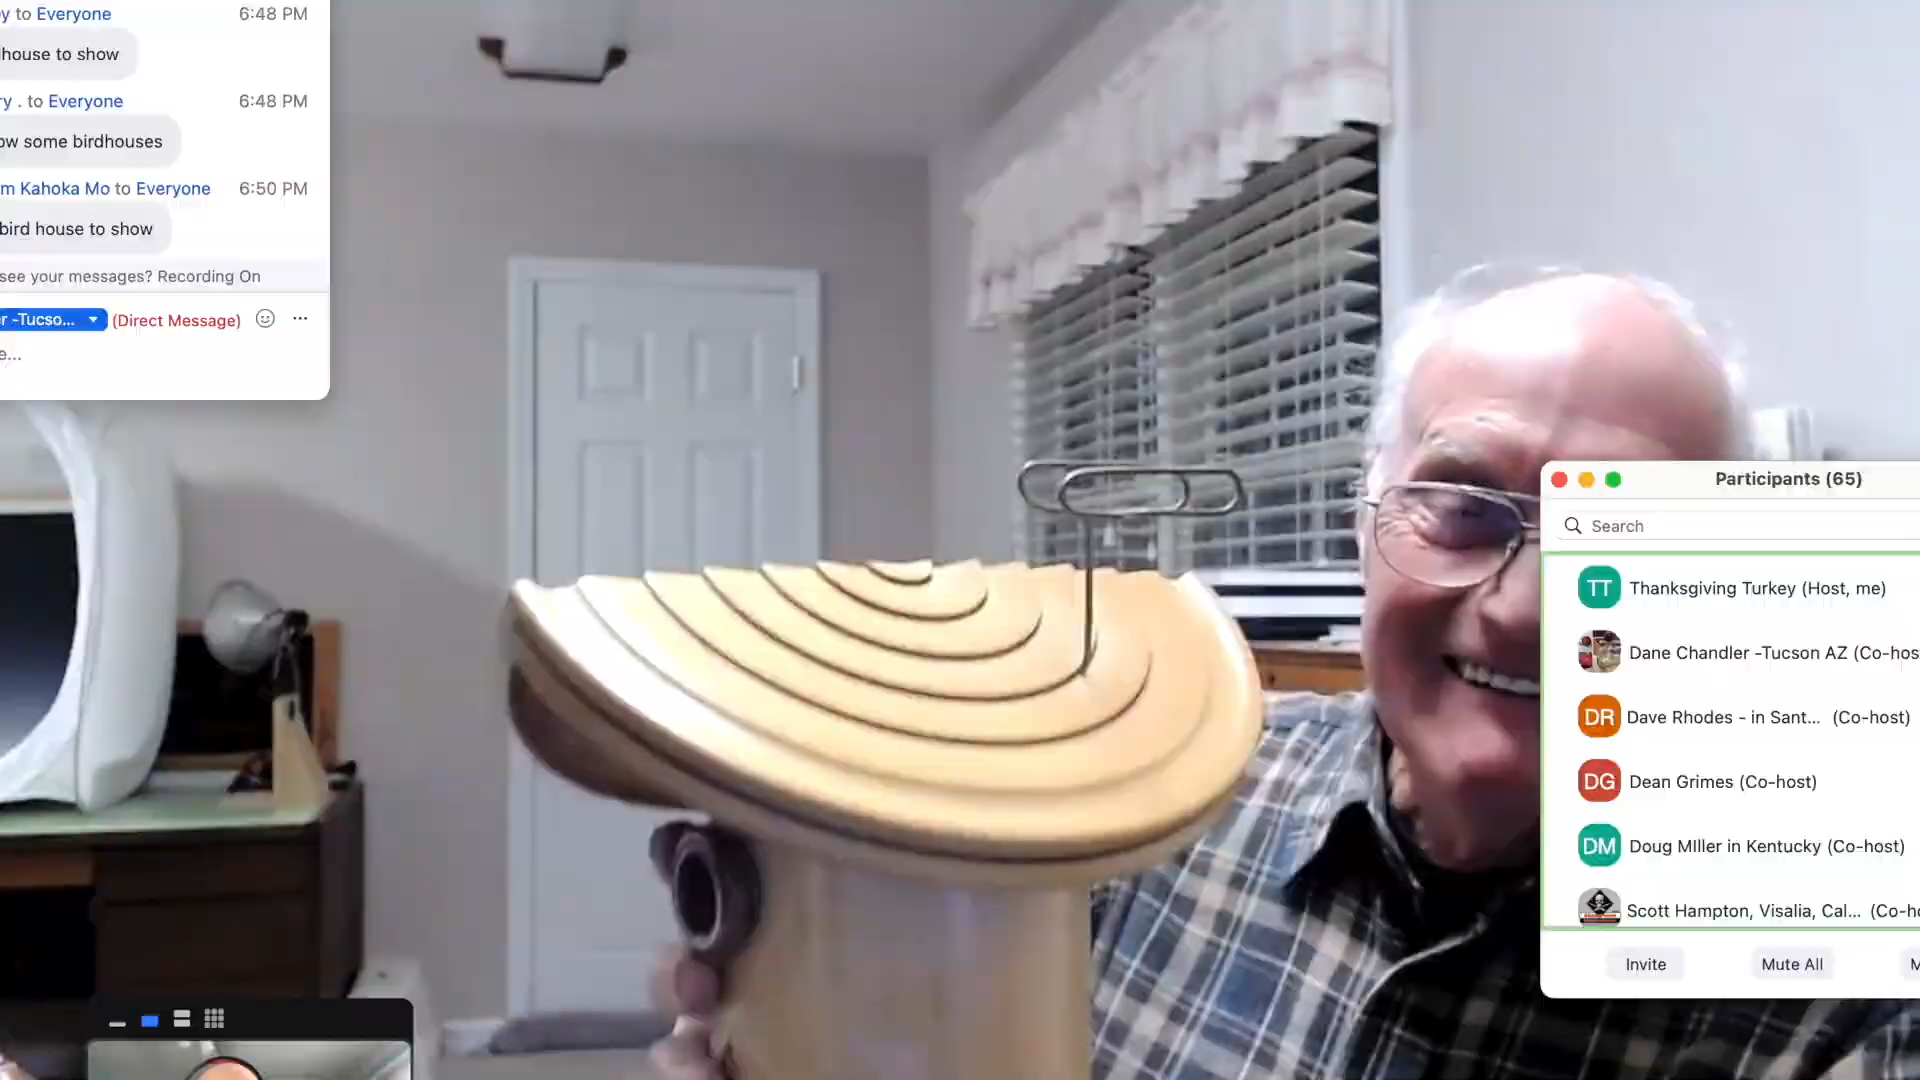 y to Everyone 6:48 PM
house to show
ry . to Everyone 6:48 PM
ow some birdhouses
m Kahoka Mo to Everyone 6:50 PM
bird house to show
see your messages? Recording On
r -Tucso... (Direct Message)
e...
Participants (65)
Search
TT Thanksgiving Turkey (Host, me)
Dane Chandler -Tucson AZ (Co-hos
DR Dave Rhodes - in Sant... (Co-host)
DG Dean Grimes (Co-host)
DM Doug MIller in Kentucky (Co-host)
Scott Hampton, Visalia, Cal... (Co-ho
Invite Mute All M